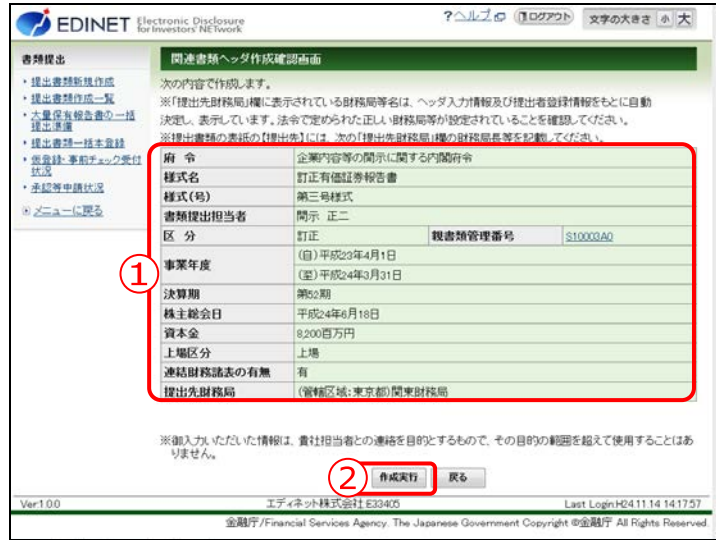 EDINET Electronic Disclosure for Investors' NETwork
?ヘルプ ログアウト 文字の大きさ 小 大
書類提出
・提出書類新規作成
・提出書類作成一覧
・大量保有報告書の一括
提出準備
・提出書類一括本登録
・仮登録・事前チェック受付
状況
・承認等申請状況
メニューに戻る
関連書類ヘッダ作成確認画面
次の内容で作成します。
※「提出先財務局」欄に表示されている財務局等名は、ヘッダ入力情報及び提出者登録情報をもとに自動
決定し、表示しています。法令で定められた正しい財務局等が設定されていることを確認してください。
※提出書類の表紙の【提出先】には、次の「提出先財務局」欄の財務局長等を記載してください。
①
府 令 企業内容等の開示に関する内閣府令
様式名 訂正有価証券報告書
様式(号) 第三号様式
書類提出担当者 開示 正二
区 分 訂正 親書類管理番号 S10003A0
事業年度 (自)平成23年4月1日
(至)平成24年3月31日
決算期 第52期
株主総会日 平成24年6月18日
資本金 8,200百万円
上場区分 上場
連結財務諸表の有無 有
提出先財務局 (管轄区域:東京都)関東財務局
※御入力いただいた情報は、貴社担当者との連絡を目的とするもので、その目的の範囲を超えて使用することはあ
りません。
② 作成実行 戻る
Ver.1.0.0 エディネット株式会社 E33405 Last Login:H24.11.14 14:17:57
金融庁/Financial Services Agency. The Japanese Government Copyright ©金融庁 All Rights Reserved.